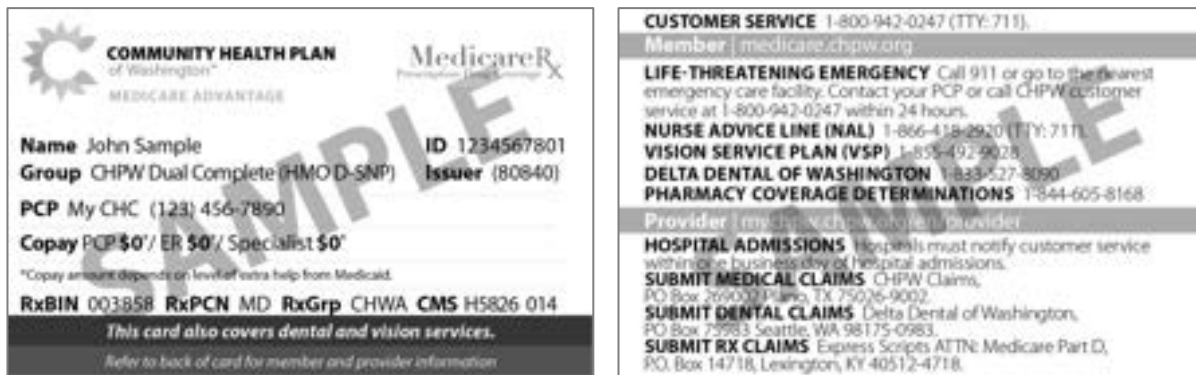 COMMUNITY HEALTH PLAN
of Washington™
MEDICARE ADVANTAGE
MedicareRx
Prescription Drug Coverage
Name John Sample
ID 1234567801
Group CHPW Dual Complete (HMO D-SNP)
Issuer (80840)
PCP My CHC (123) 456-7890
Copay PCP $0*/ ER $0*/ Specialist $0*
*Copay amount depends on level of extra help from Medicaid.
RxBIN 003858 RxPCN MD RxGrp CHWA CMS H5826 014
This card also covers dental and vision services.
Refer to back of card for member and provider information
SAMPLE
CUSTOMER SERVICE 1-800-942-0247 (TTY: 711).
Member | medicare.chpw.org
LIFE-THREATENING EMERGENCY Call 911 or go to the nearest
emergency care facility. Contact your PCP or call CHPW customer
service at 1-800-942-0247 within 24 hours.
NURSE ADVICE LINE (NAL) 1-866-418-2920 (TTY: 711).
VISION SERVICE PLAN (VSP) 1-855-492-9028
DELTA DENTAL OF WASHINGTON 1-833-527-8090
PHARMACY COVERAGE DETERMINATIONS 1-844-605-8168
Provider |
HOSPITAL ADMISSIONS Hospitals must notify customer service
within one business day of hospital admissions.
SUBMIT MEDICAL CLAIMS CHPW Claims,
PO Box 269002 Plano, TX 75026-9002.
SUBMIT DENTAL CLAIMS Delta Dental of Washington,
PO Box 75983 Seattle, WA 98175-0983.
SUBMIT RX CLAIMS Express Scripts ATTN: Medicare Part D,
P.O. Box 14718, Lexington, KY 40512-4718.
SAMPLE